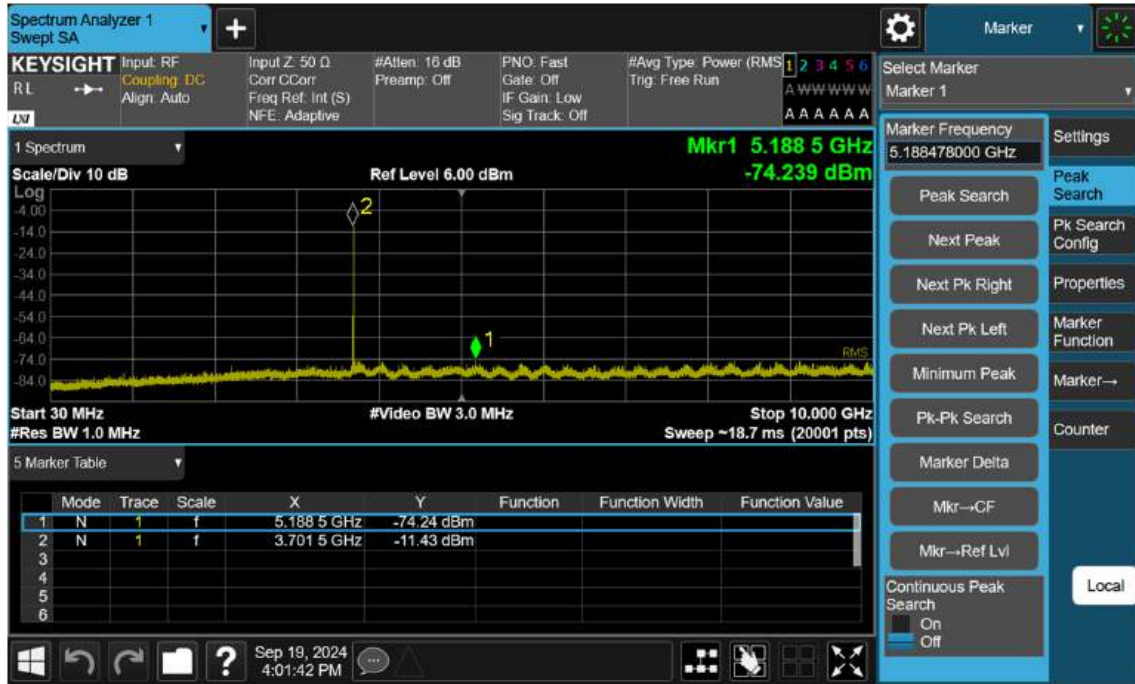 Spectrum Analyzer 1
Swept SA
Marker
KEYSIGHT
RL
LXI
Input: RF
Coupling: DC
Align: Auto
Input Z: 50 Ω
Corr CCorr
Freq Ref: Int (S)
NFE: Adaptive
#Atten: 16 dB
Preamp: Off
PNO: Fast
Gate: Off
IF Gain: Low
Sig Track: Off
#Avg Type: Power (RMS
Trig: Free Run
1 2 3 4 5 6
A W W W W W
A A A A A A
Select Marker
Marker 1
1 Spectrum
Scale/Div 10 dB
Ref Level 6.00 dBm
Mkr1 5.188 5 GHz
-74.239 dBm
Log
-4.00
-14.0
-24.0
-34.0
-44.0
-54.0
-64.0
-74.0
-84.0
2
1
RMS
Start 30 MHz
#Video BW 3.0 MHz
Stop 10.000 GHz
#Res BW 1.0 MHz
Sweep ~18.7 ms (20001 pts)
5 Marker Table
Mode Trace Scale X Y Function Function Width Function Value
1 N 1 f 5.188 5 GHz -74.24 dBm
2 N 1 f 3.701 5 GHz -11.43 dBm
3
4
5
6
Marker Frequency
5.188478000 GHz
Peak Search
Next Peak
Next Pk Right
Next Pk Left
Minimum Peak
Pk-Pk Search
Marker Delta
Mkr→CF
Mkr→Ref Lvl
Continuous Peak
Search
On
Off
Settings
Peak
Search
Pk Search
Config
Properties
Marker
Function
Marker→
Counter
Local
?
Sep 19, 2024
4:01:42 PM